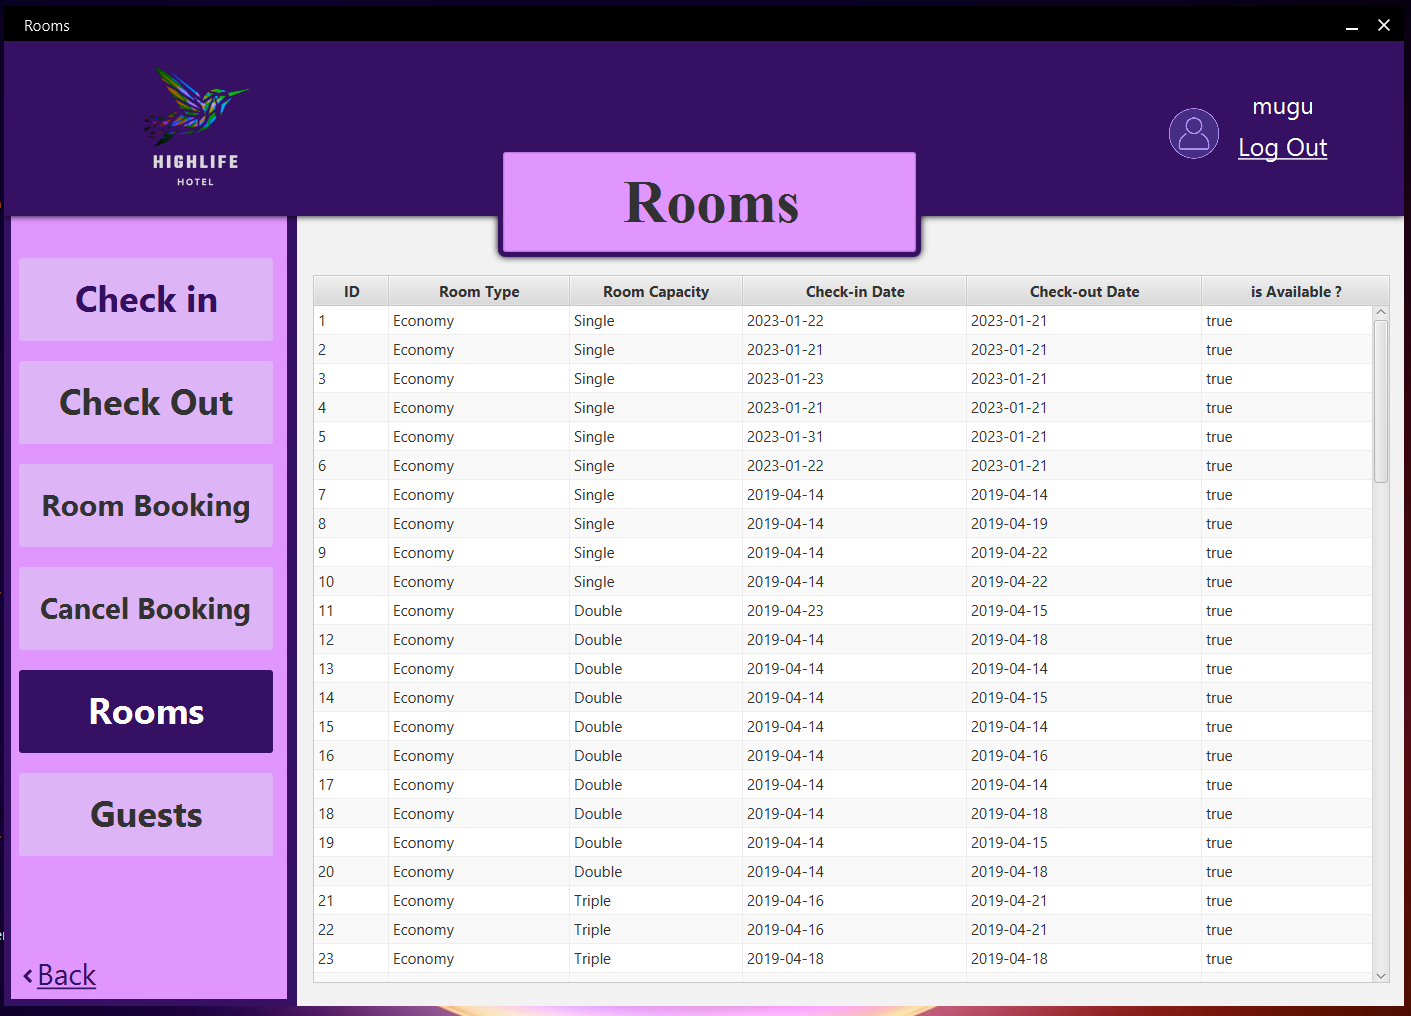 Rooms
HIGHLIFE
HOTEL
mugu
Log Out
Rooms
Check in
Check Out
Room Booking
Cancel Booking
Rooms
Guests
Back
ID Room Type Room Capacity Check-in Date Check-out Date is Available ?
1 Economy Single 2023-01-22 2023-01-21 true
2 Economy Single 2023-01-21 2023-01-21 true
3 Economy Single 2023-01-23 2023-01-21 true
4 Economy Single 2023-01-21 2023-01-21 true
5 Economy Single 2023-01-31 2023-01-21 true
6 Economy Single 2023-01-22 2023-01-21 true
7 Economy Single 2019-04-14 2019-04-14 true
8 Economy Single 2019-04-14 2019-04-19 true
9 Economy Single 2019-04-14 2019-04-22 true
10 Economy Single 2019-04-14 2019-04-22 true
11 Economy Double 2019-04-23 2019-04-15 true
12 Economy Double 2019-04-14 2019-04-18 true
13 Economy Double 2019-04-14 2019-04-14 true
14 Economy Double 2019-04-14 2019-04-15 true
15 Economy Double 2019-04-14 2019-04-14 true
16 Economy Double 2019-04-14 2019-04-16 true
17 Economy Double 2019-04-14 2019-04-14 true
18 Economy Double 2019-04-14 2019-04-18 true
19 Economy Double 2019-04-14 2019-04-15 true
20 Economy Double 2019-04-14 2019-04-18 true
21 Economy Triple 2019-04-16 2019-04-21 true
22 Economy Triple 2019-04-16 2019-04-21 true
23 Economy Triple 2019-04-18 2019-04-18 true